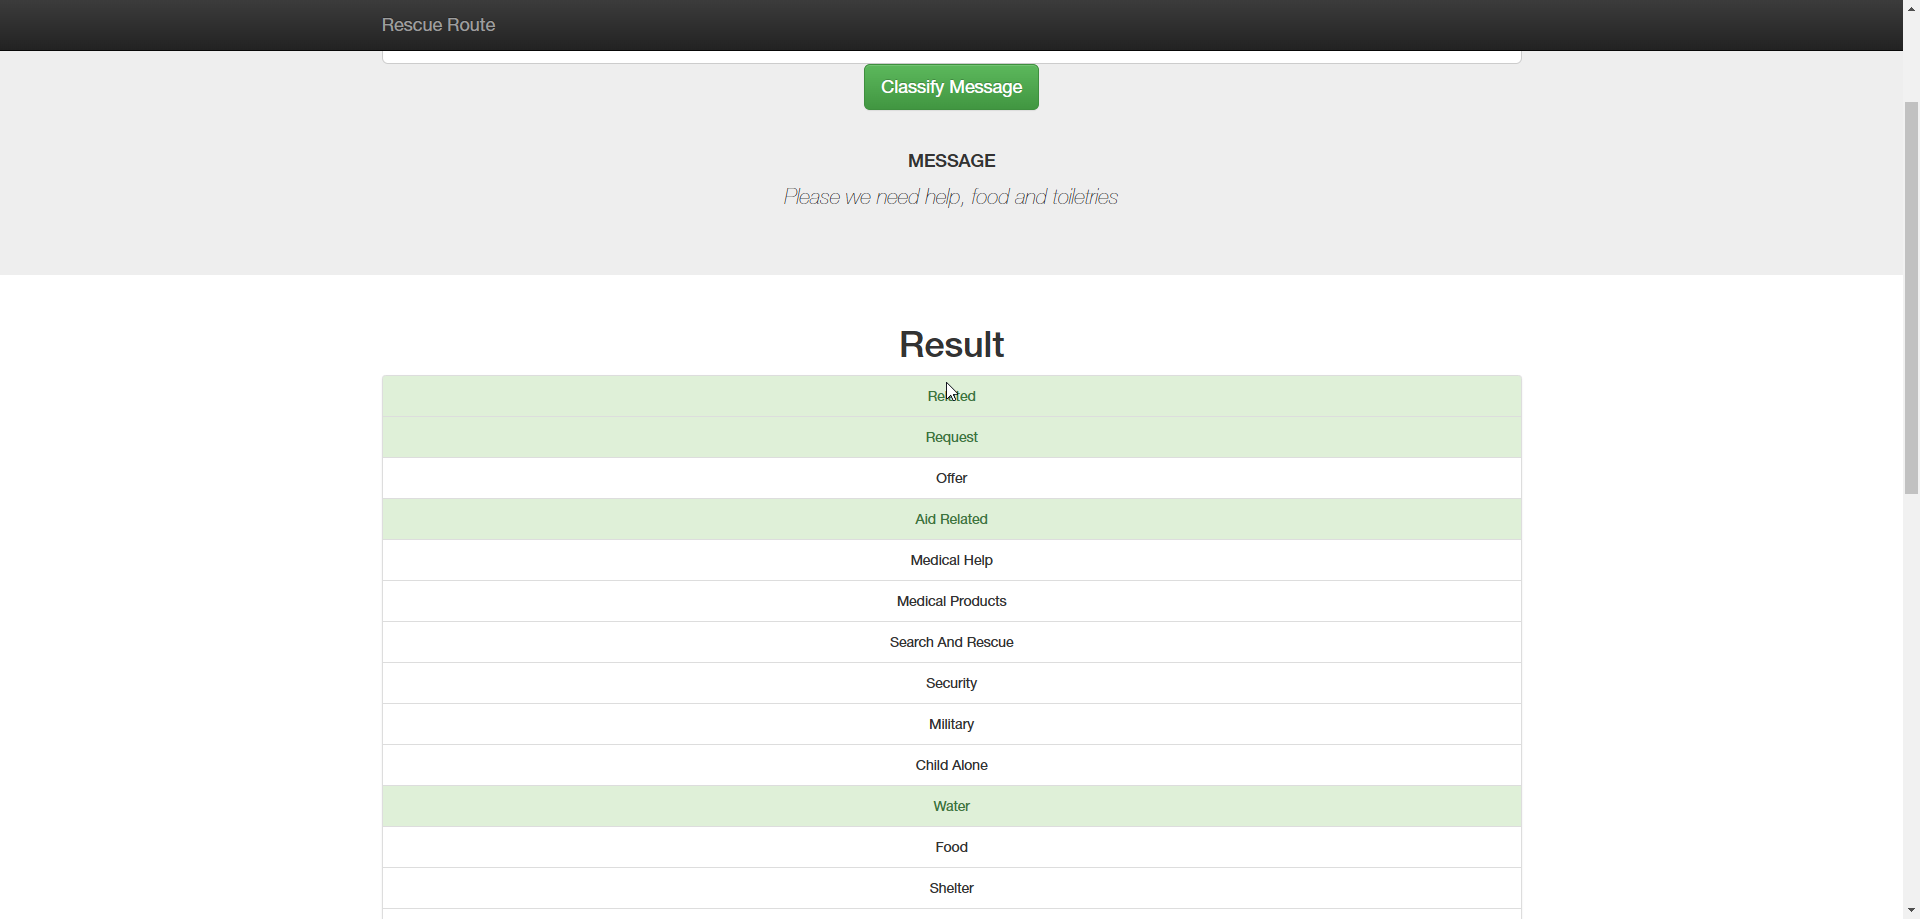 Rescue Route
Classify Message
MESSAGE
Please we need help, food and toiletries
Result
Related
Request
Offer
Aid Related
Medical Help
Medical Products
Search And Rescue
Security
Military
Child Alone
Water
Food
Shelter